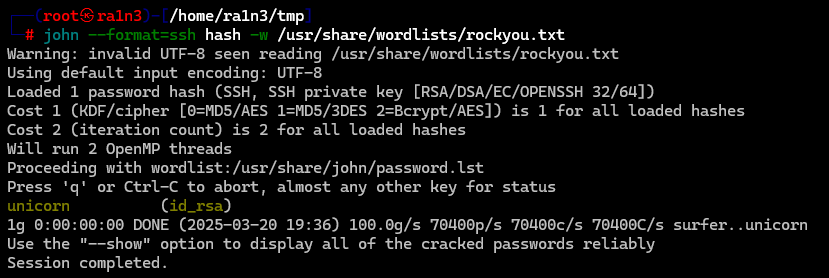 ┌──(root㉿ra1n3)-[/home/ra1n3/tmp]
└─# john --format=ssh hash -w /usr/share/wordlists/rockyou.txt
Warning: invalid UTF-8 seen reading /usr/share/wordlists/rockyou.txt
Using default input encoding: UTF-8
Loaded 1 password hash (SSH, SSH private key [RSA/DSA/EC/OPENSSH 32/64])
Cost 1 (KDF/cipher [0=MD5/AES 1=MD5/3DES 2=Bcrypt/AES]) is 1 for all loaded hashes
Cost 2 (iteration count) is 2 for all loaded hashes
Will run 2 OpenMP threads
Proceeding with wordlist:/usr/share/john/password.lst
Press 'q' or Ctrl-C to abort, almost any other key for status
unicorn          (id_rsa)
1g 0:00:00:00 DONE (2025-03-20 19:36) 100.0g/s 70400p/s 70400c/s 70400C/s surfer..unicorn
Use the "--show" option to display all of the cracked passwords reliably
Session completed.